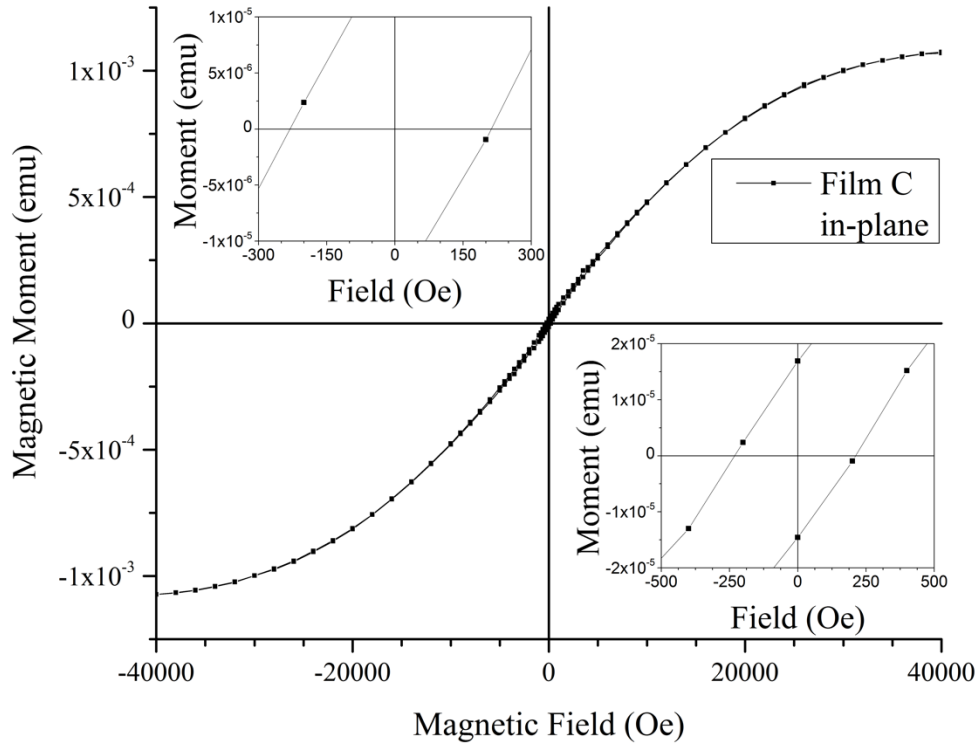 Magnetic Moment (emu)
1x10⁻³
5x10⁻⁴
0
-5x10⁻⁴
-1x10⁻³
-40000 -20000 0 20000 40000
Magnetic Field (Oe)
Moment (emu)
1x10⁻⁵
5x10⁻⁶
0
-5x10⁻⁶
-1x10⁻⁵
-300 -150 0 150 300
Field (Oe)
Film C
in-plane
Moment (emu)
2x10⁻⁵
1x10⁻⁵
0
-1x10⁻⁵
-2x10⁻⁵
-500 -250 0 250 500
Field (Oe)